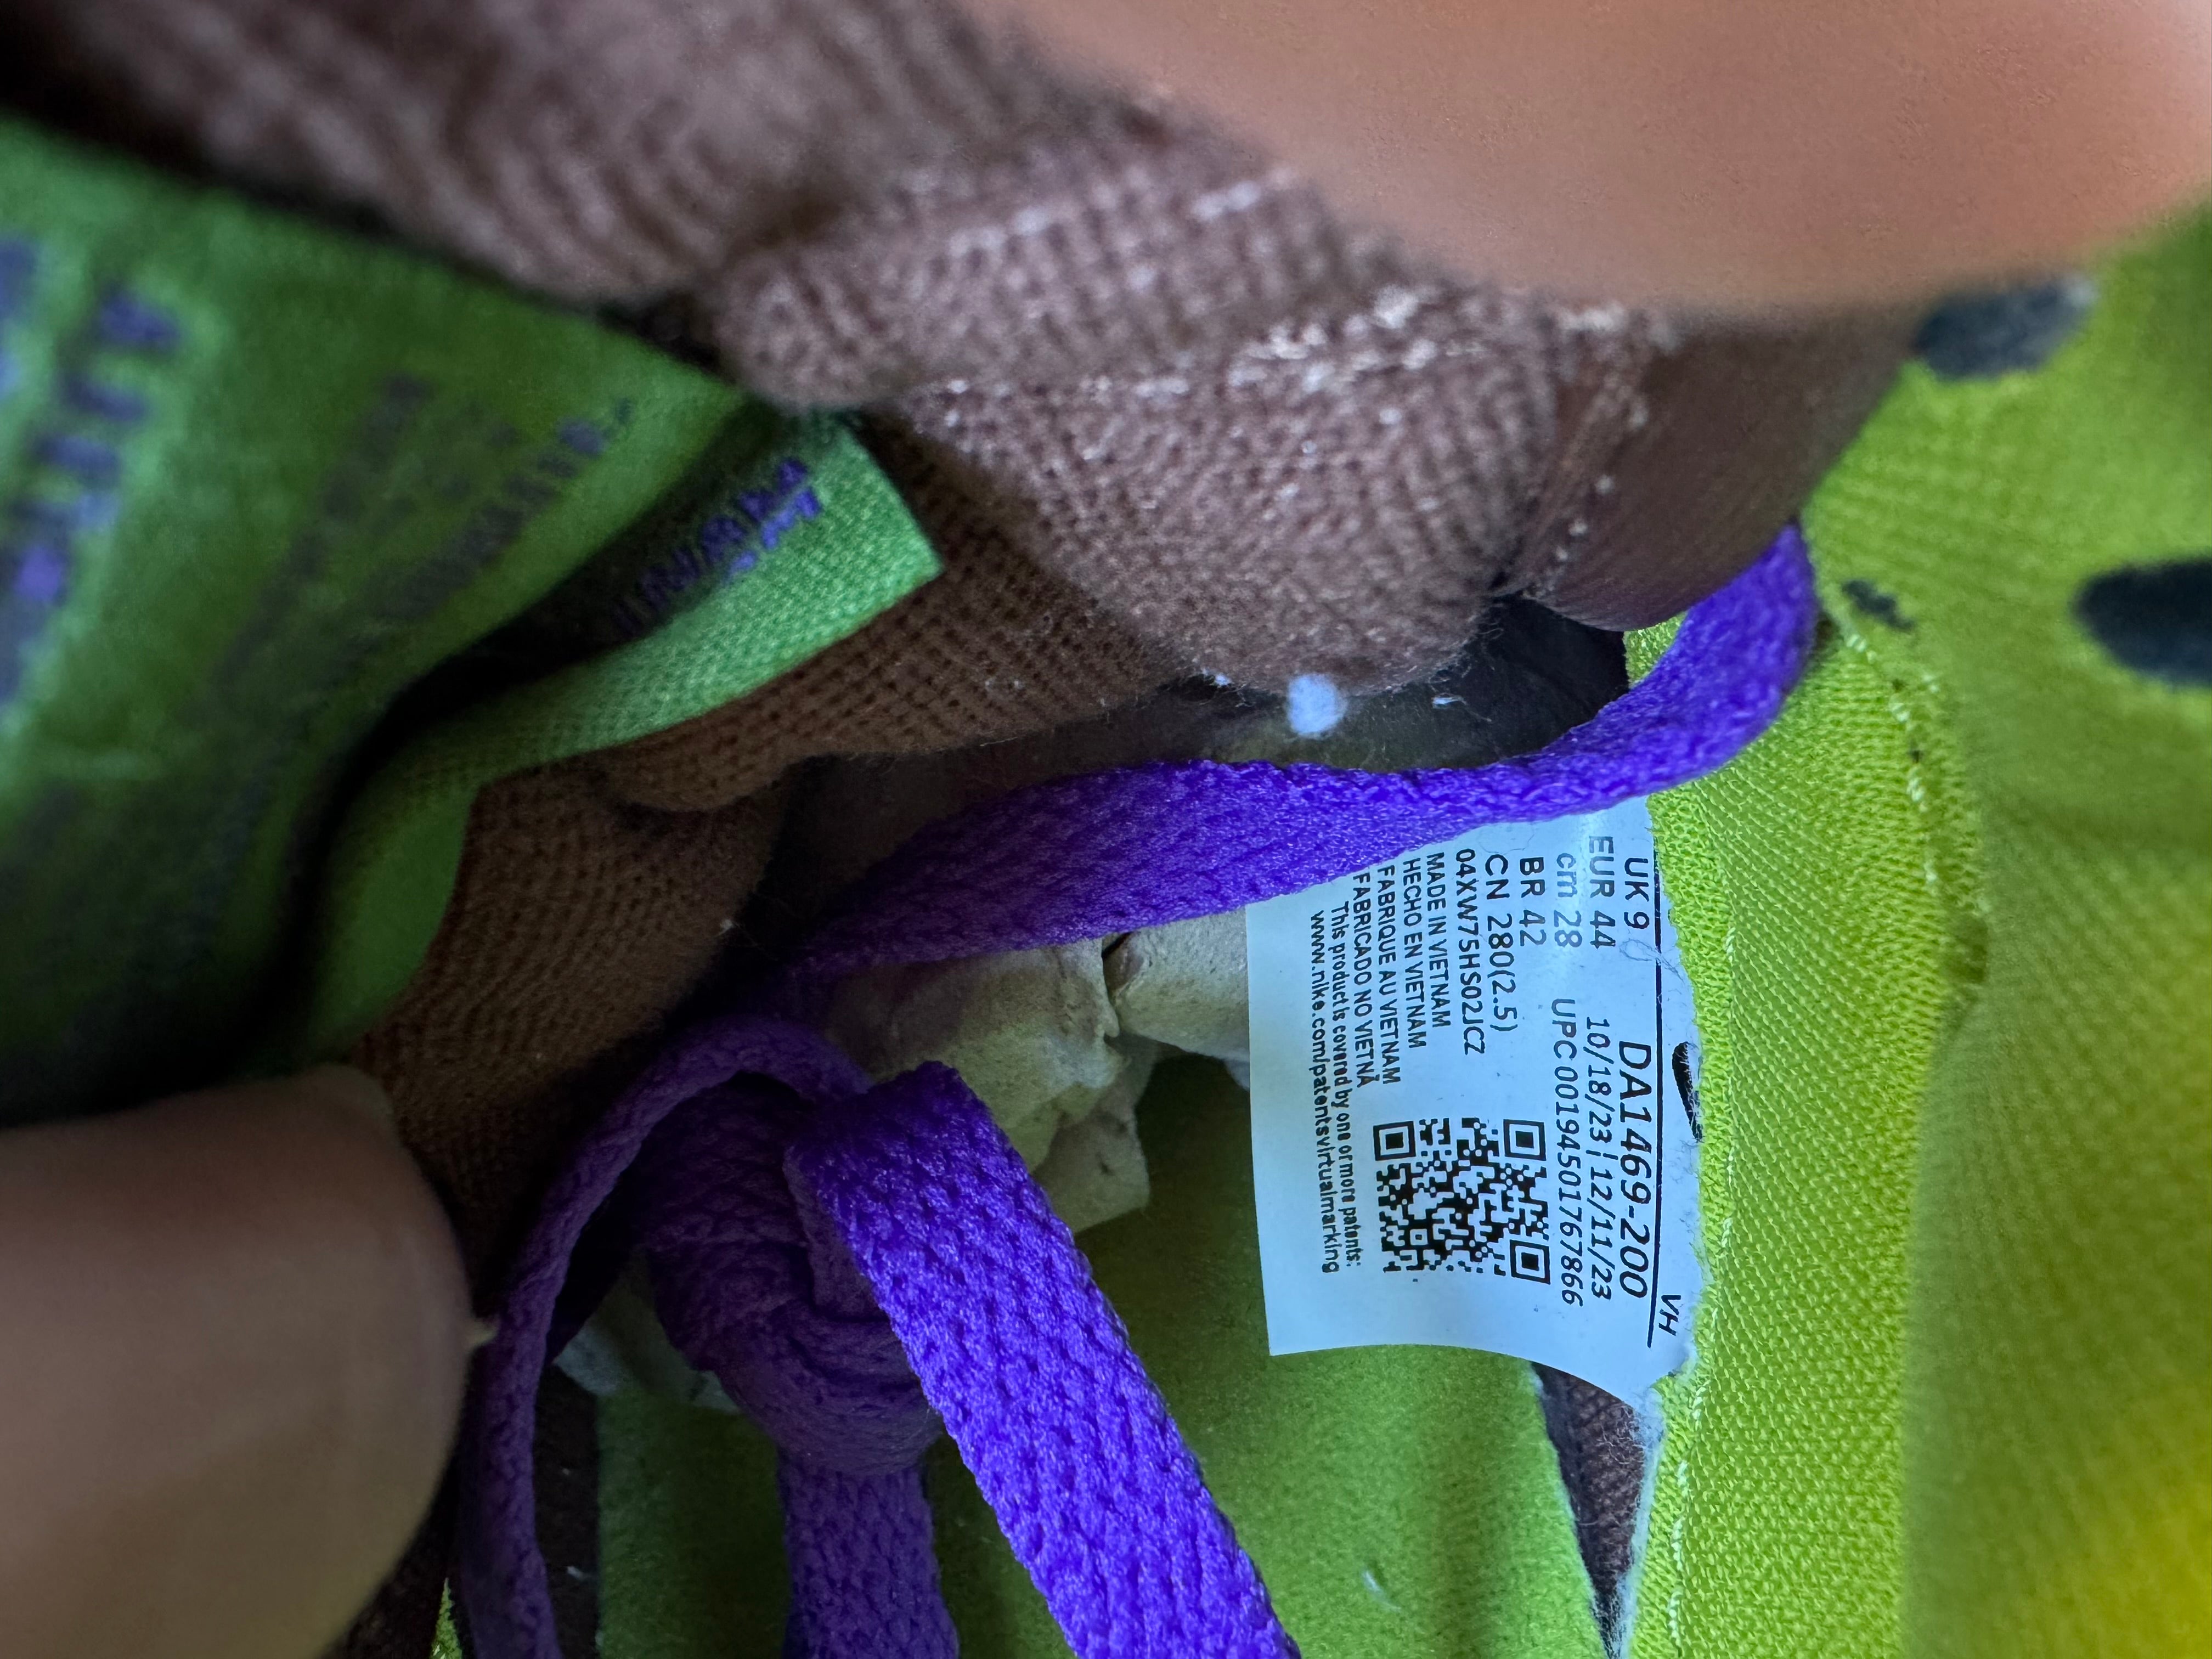 VH
UK 9
DA1469-200
EUR 44
10/18/23|12/11/23
cm 28
UPC 00194501767866
BR 42
CN 280(2.5)
04XW75HS02JCZ
MADE IN VIETNAM
HECHO EN VIETNAM
FABRIQUE AU VIETNAM
FABRICADO NO VIETNÃ
This product is covered by one or more patents:
www.nike.com/patentsvirtualmarking